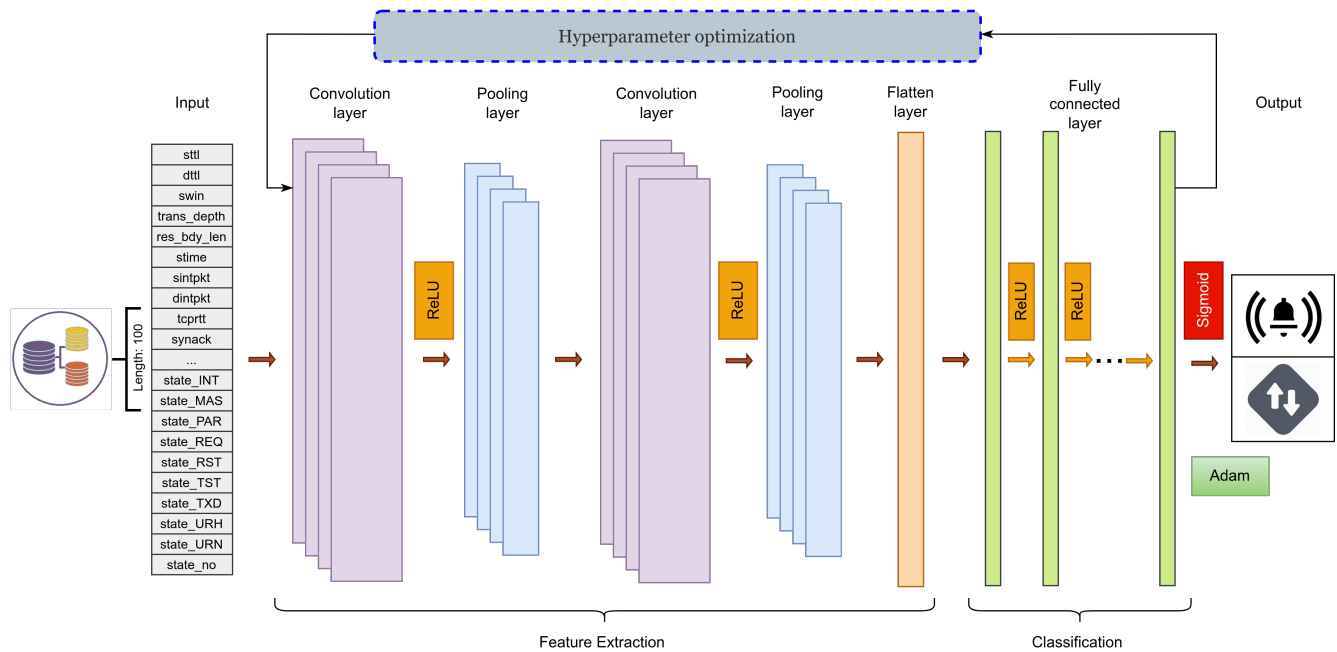 Hyperparameter optimization
Input
Convolution
layer
Pooling
layer
Convolution
layer
Pooling
layer
Flatten
layer
Fully
connected
layer
Output
sttl
dttl
swin
trans_depth
res_bdy_len
stime
sintpkt
dintpkt
tcprtt
synack
...
state_INT
state_MAS
state_PAR
state_REQ
state_RST
state_TST
state_TXD
state_URH
state_URN
state_no
Length: 100
ReLU
ReLU
ReLU
ReLU
Sigmoid
Adam
Feature Extraction
Classification